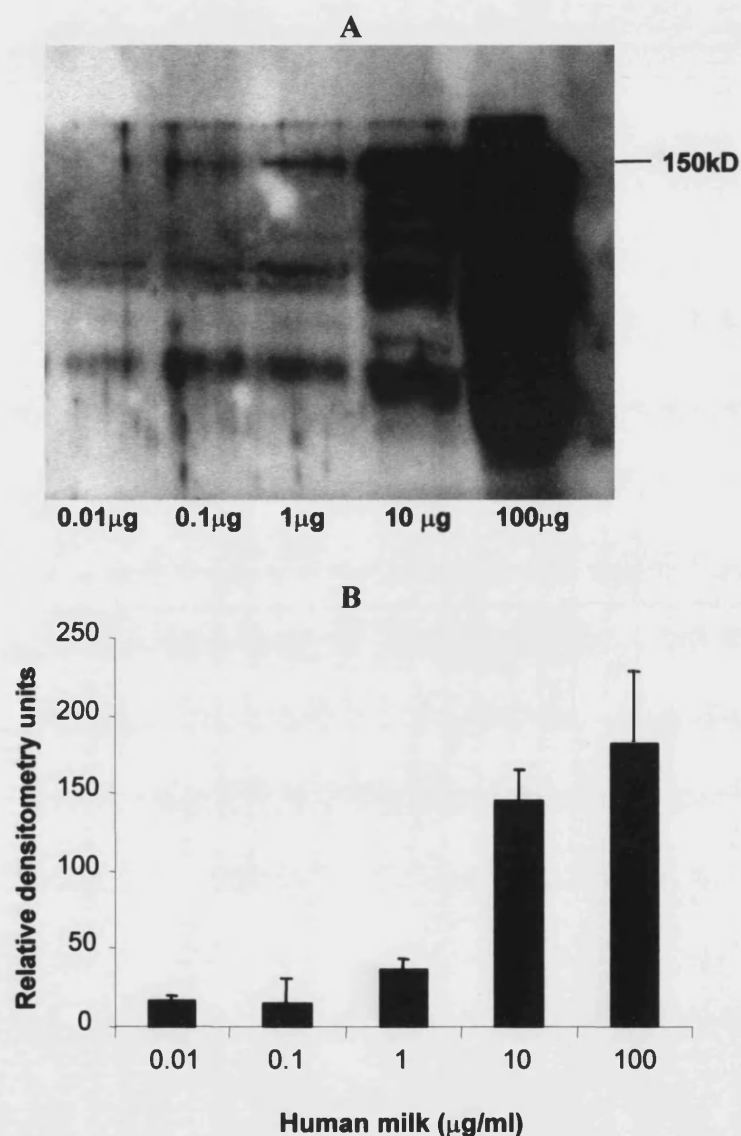 A
150kD
0.01μg 0.1μg 1μg 10 μg 100μg
B
250
200
150
100
50
0
Relative densitometry units
0.01 0.1 1 10 100
Human milk (μg/ml)